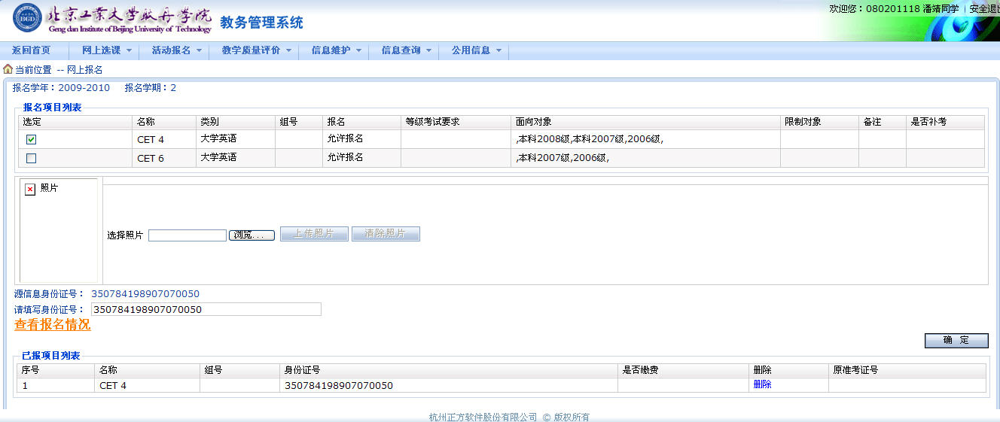 北京工业大学耿丹学院
Geng dan Institute of Beijing University of Technology
BGD
教务管理系统
欢迎您：080201118 潘婧同学 | 安全退出
返回首页 网上选课 活动报名 教学质量评价 信息维护 信息查询 公用信息
当前位置 -- 网上报名
报名学年：2009-2010 报名学期：2
报名项目列表
选定 名称 类别 组号 报名 等级考试要求 面向对象 限制对象 备注 是否补考
CET 4 大学英语 允许报名 ,本科2008级,本科2007级,2006级,
CET 6 大学英语 允许报名 ,本科2007级,2006级,
照片
选择照片 浏览... 上传照片 清除照片
源信息身份证号： 350784198907070050
请填写身份证号： 350784198907070050
查看报名情况
确 定
已报项目列表
序号 名称 组号 身份证号 是否缴费 删除 原准考证号
1 CET 4 350784198907070050 删除
杭州正方软件股份有限公司 © 版权所有